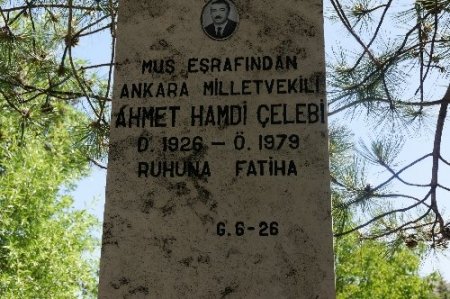 MUŞ EŞRAFINDAN
ANKARA MİLLETVEKİLİ
AHMET HAMDİ ÇELEBİ
D. 1926 – Ö. 1979
RUHUNA FATİHA
G.6-26